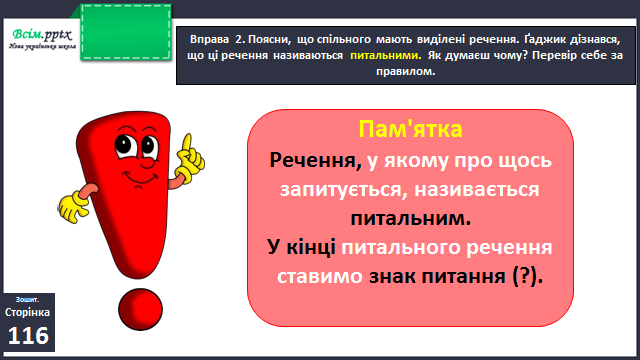 Всім.pptx
Нова українська школа
Вправа 2. Поясни, що спільного мають виділені речення. Ґаджик дізнався,
що ці речення називаються питальними. Як думаєш чому? Перевір себе за
правилом.
Пам'ятка
Речення, у якому про щось
запитується, називається
питальним.
У кінці питального речення
ставимо знак питання (?).
Зошит.
Сторінка
116